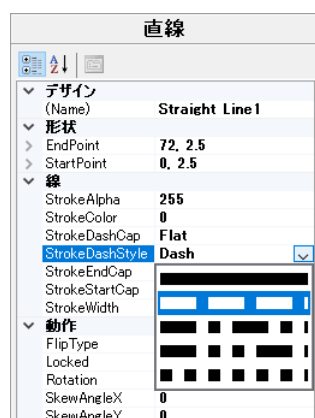 直線
デザイン
(Name) Straight Line1
形状
EndPoint 72, 2.5
StartPoint 0, 2.5
線
StrokeAlpha 255
StrokeColor 0
StrokeDashCap Flat
StrokeDashStyle Dash
StrokeEndCap
StrokeStartCap
StrokeWidth
動作
FlipType
Locked
Rotation
SkewAngleX 0
SkewAngleY 0